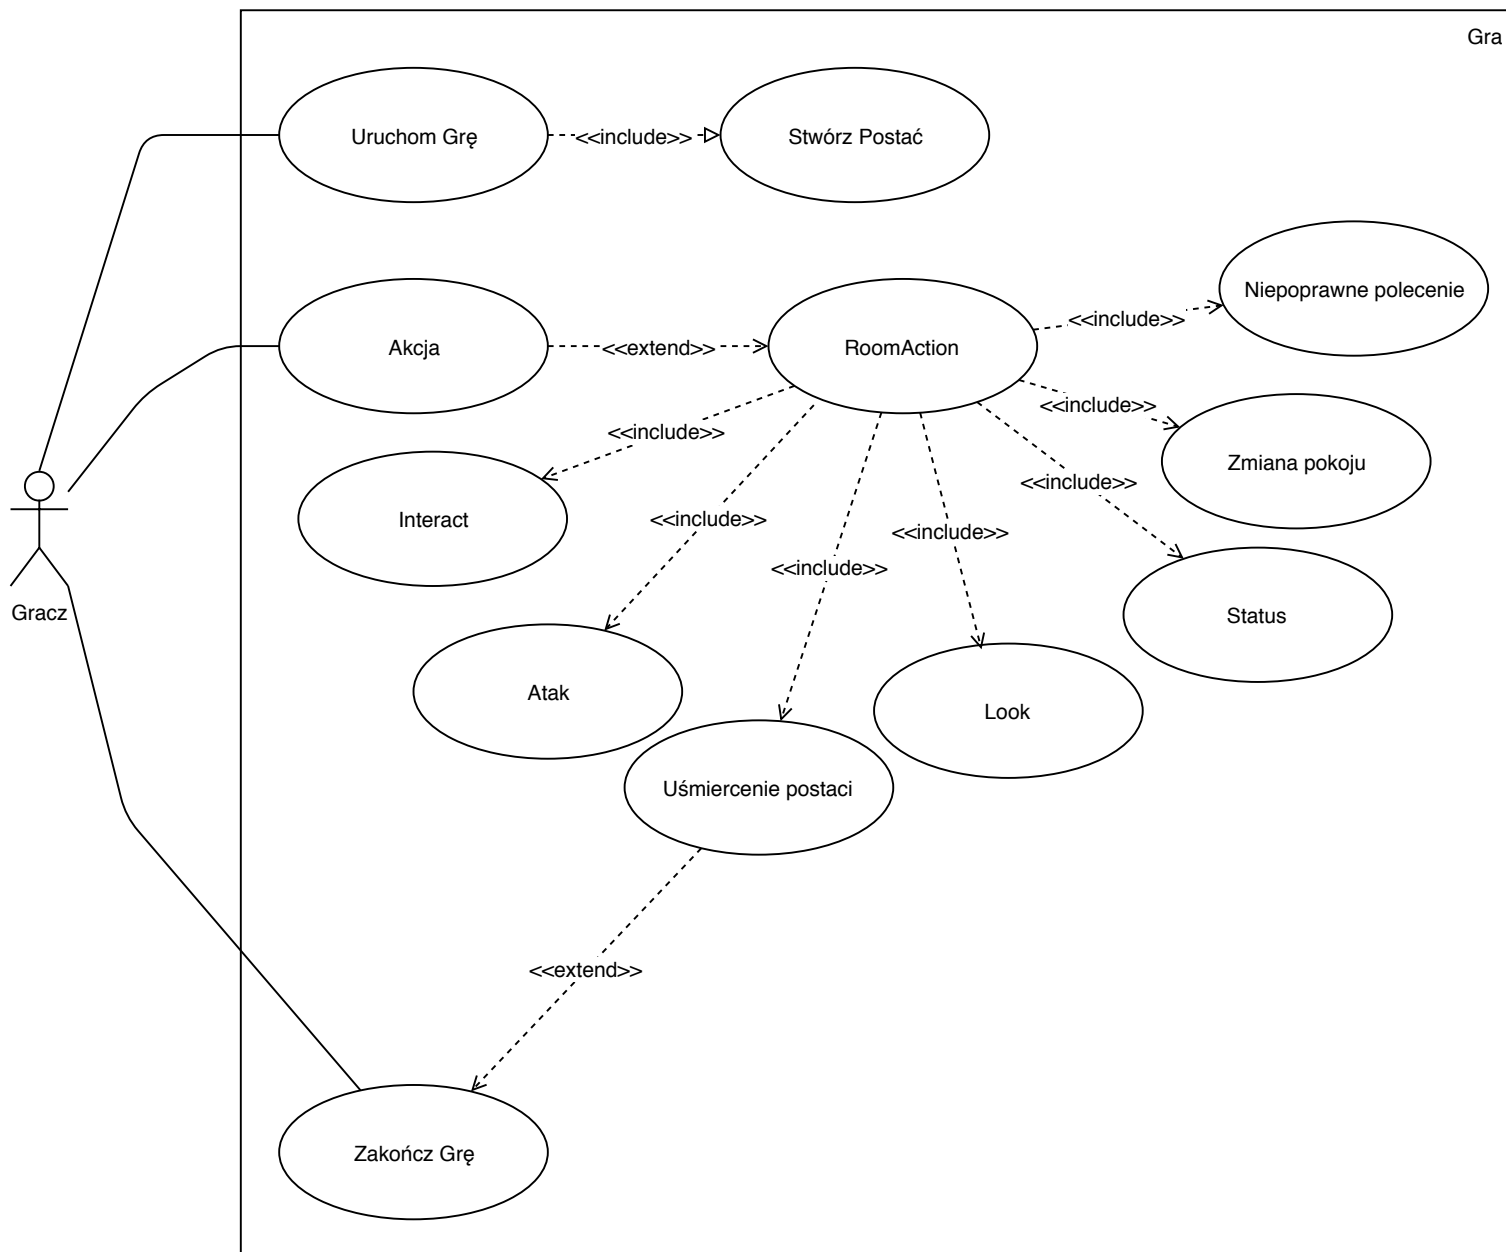 Gra
Uruchom Grę
<<include>>
Stwórz Postać
Niepoprawne polecenie
<<include>>
Akcja
<<extend>>
RoomAction
<<include>>
<<include>>
Zmiana pokoju
<<include>>
Interact
<<include>>
<<include>>
<<include>>
Status
Gracz
Atak
Look
Uśmiercenie postaci
<<extend>>
Zakończ Grę